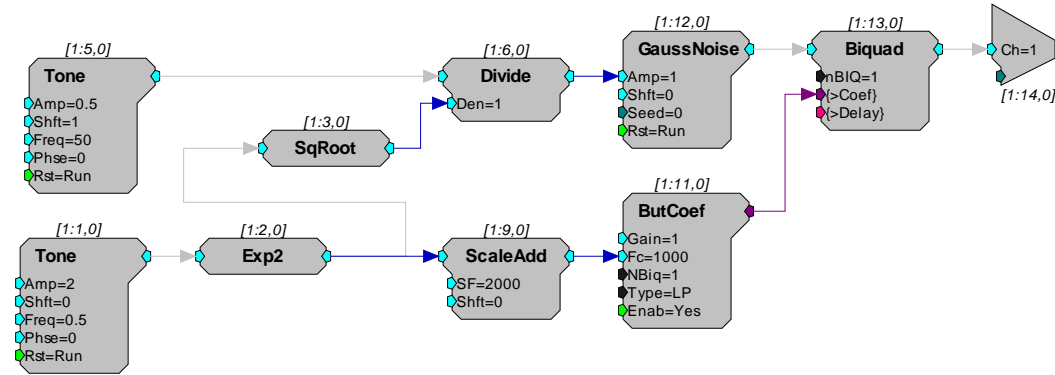 [1:5,0]
Tone
Amp=0.5
Shft=1
Freq=50
Phse=0
Rst=Run
[1:6,0]
Divide
Den=1
[1:12,0]
GaussNoise
Amp=1
Shft=0
Seed=0
Rst=Run
[1:13,0]
Biquad
nBIQ=1
{>Coef}
{>Delay}
Ch=1
[1:14,0]
[1:3,0]
SqRoot
[1:1,0]
Tone
Amp=2
Shft=0
Freq=0.5
Phse=0
Rst=Run
[1:2,0]
Exp2
[1:9,0]
ScaleAdd
SF=2000
Shft=0
[1:11,0]
ButCoef
Gain=1
Fc=1000
NBiq=1
Type=LP
Enab=Yes